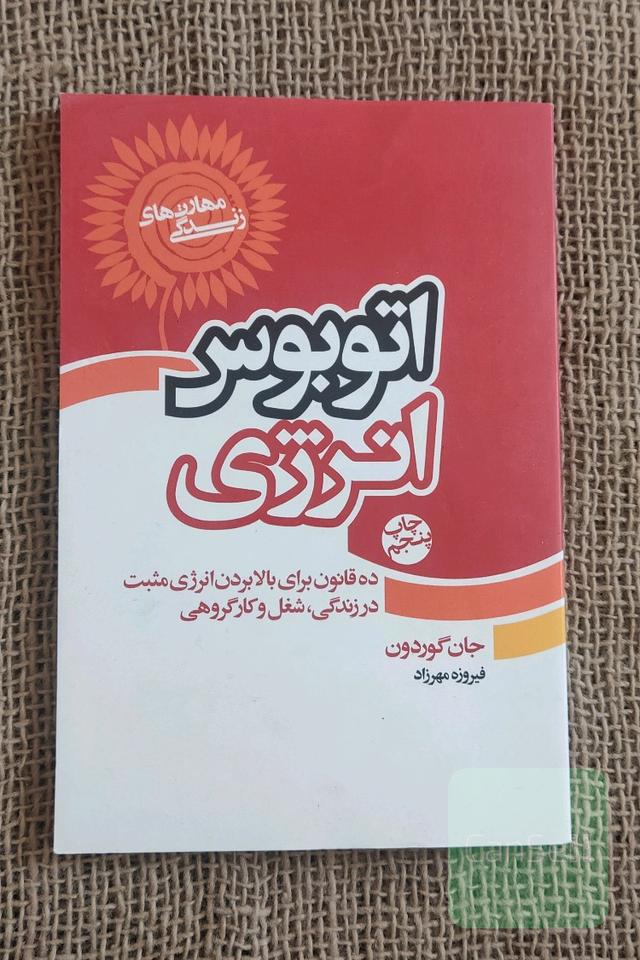 مهارت‌های
زندگی
اتوبوس
انرژی
چاپ
پنجم
ده قانون برای بالا بردن انرژی مثبت
در زندگی، شغل و کار گروهی
جان گوردون
فیروزه مهرزاد